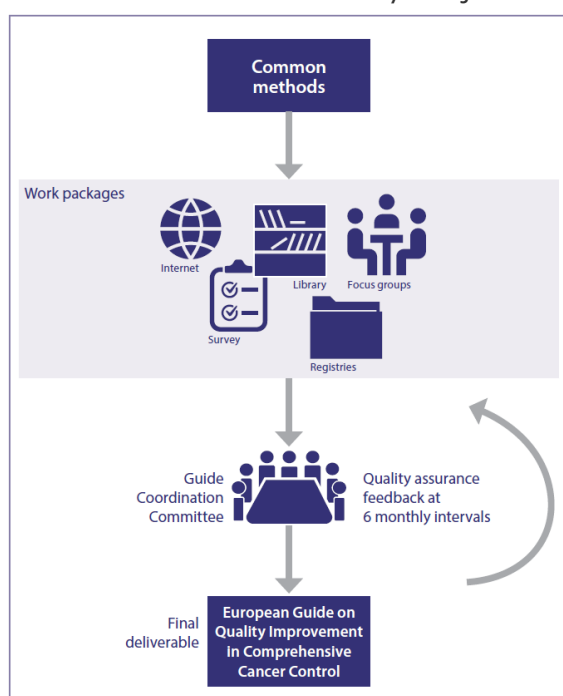 Common
methods
Work packages
Internet
Library
Focus groups
Survey
Registries
Guide
Coordination
Committee
Quality assurance
feedback at
6 monthly intervals
Final
deliverable
European Guide on
Quality Improvement
in Comprehensive
Cancer Control